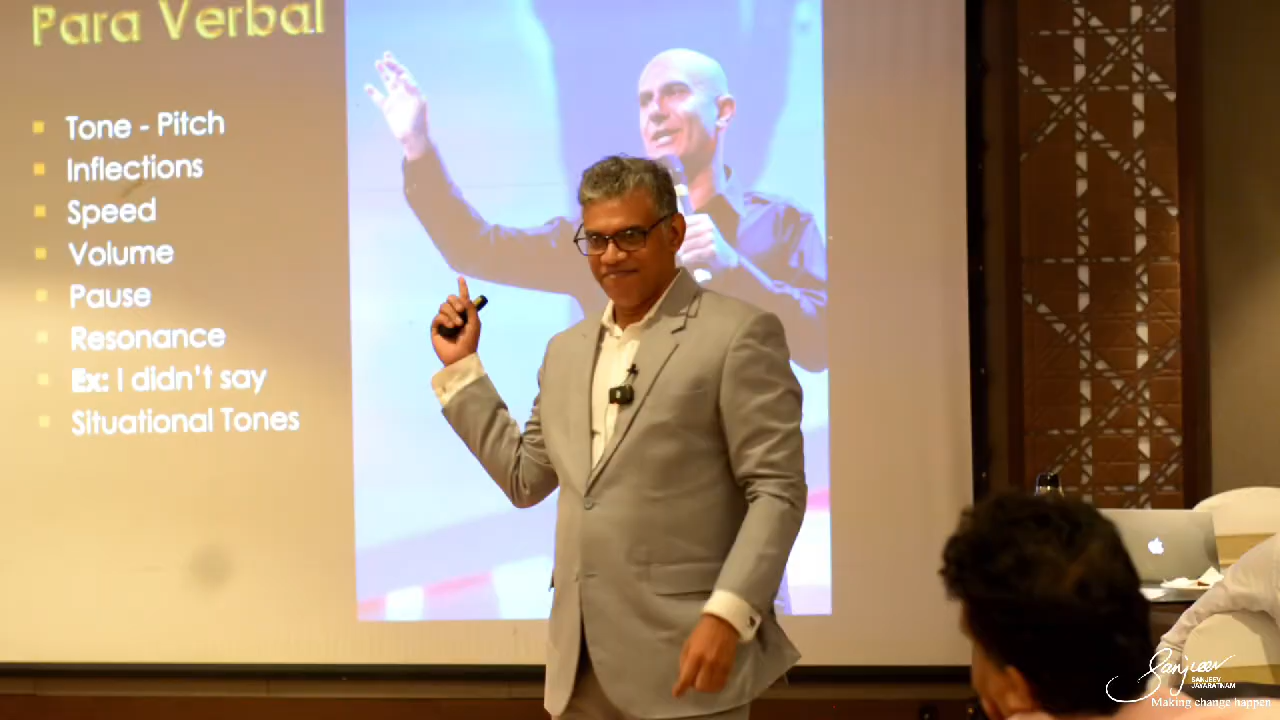 Para Verbal
Tone - Pitch
Inflections
Speed
Volume
Pause
Resonance
Ex: I didn't say
Situational Tones
Sanjeev
SANJEEV
JAYARATNAM
Making change happen